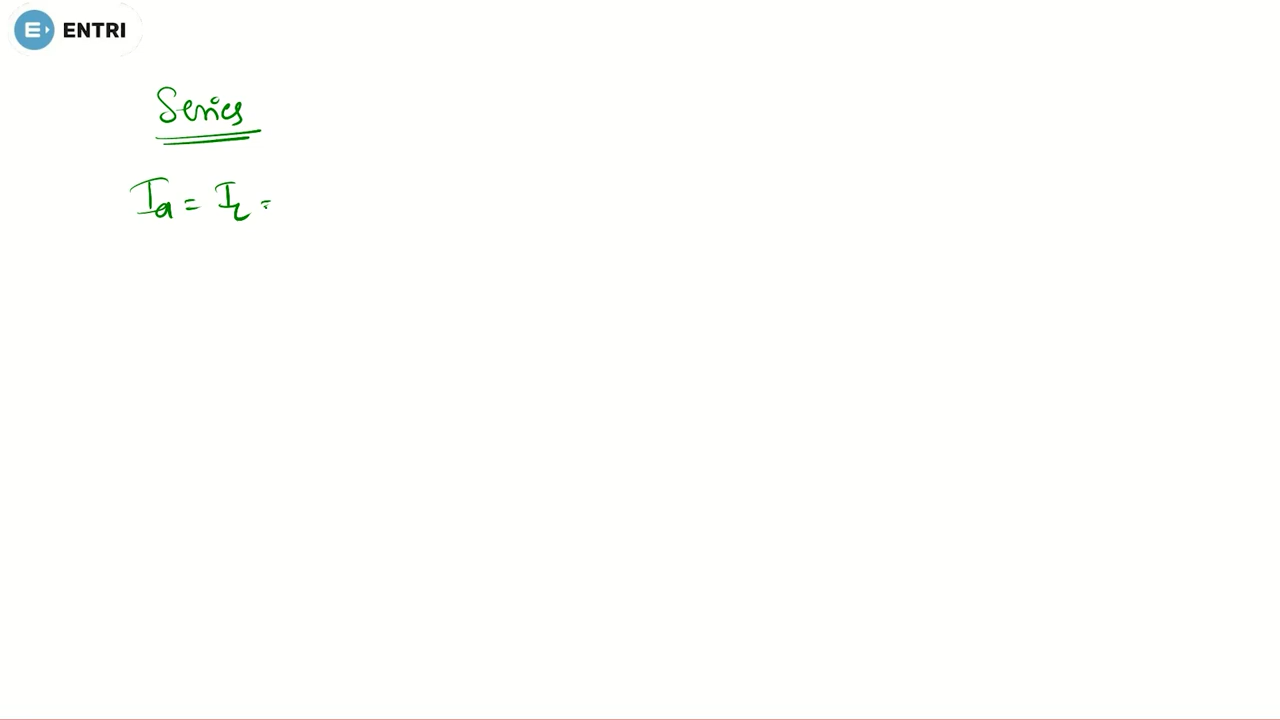 ENTRI
Series
Ia = IL =